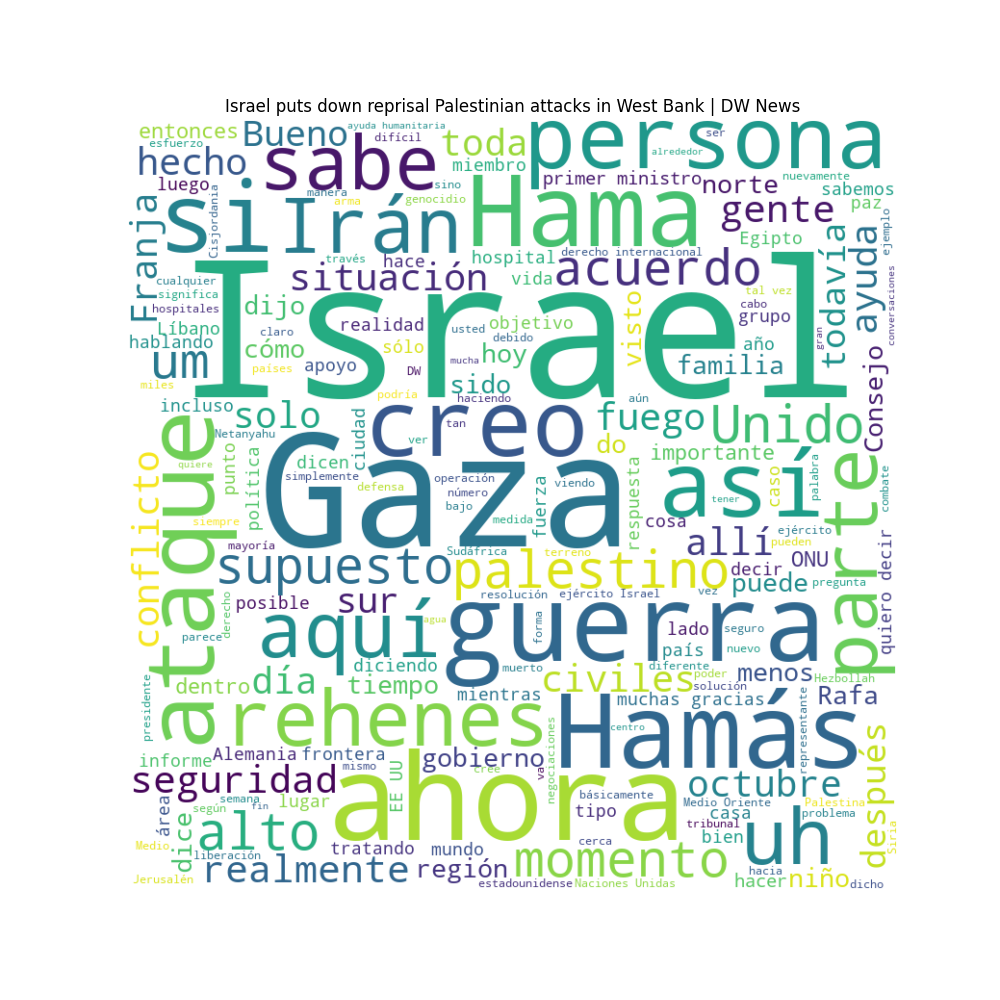 Israel puts down reprisal Palestinian attacks in West Bank | DW News
entonces
esfuerzo
Bueno
ayuda humanitaria
difícil
toda
persona
ser
alrededor
hecho
sabe
miembro
primer ministro
norte
nuevamente
sabemos
luego
manera
sino
arma
genocidio
paz
Franja
si
Cisjordania
Irán
Hama
gente
Egipto
todavía
ayuda
ejemplo
conversaciones
través
hace
hospital
derecho internacional
cualquier
significa
situación
vida
acuerdo
tal vez
hospitales
dijo
Israel
visto
cabo
grupo
gran
Líbano
realidad
usted
objetivo
claro
debido
hablando
cómo
sólo
hoy
año
um
países
apoyo
DW
mucha
familia
Consejo
miles
sido
podría
haciendo
aún
incluso
solo
creo
fuego
Unido
ataque
Netanyahu
ciudad
tan
do
ver
importante
así
parte
conflicto
quiere
punto
política
dicen
Gaza
simplemente
operación
viendo
respuesta
caso
palabra
combate
defensa
número
fuerza
tener
siempre
bajo
medida
cosa
ejército
mayoría
allí
pueden
Sudáfrica
terreno
ONU
supuesto
palestino
decir
puede
pregunta
quiero decir
derecho
posible
sur
resolución
ejército Israel
vez
parece
aquí
agua
guerra
forma
lado
seguro
país
nuevo
presidente
día
diciendo
muerto
diferente
poder
menos
Hezbollah
dentro
tiempo
mientras
civiles
solución
muchas gracias
Rafa
rehenes
Hamás
centro
representante
después
informe
Alemania
frontera
gobierno
negociaciones
mismo
cree
va
seguridad
EE UU
ahora
octubre
área
semana
según
fin
lugar
básicamente
tipo
Medio Oriente
casa
Palestina
problema
tribunal
alto
uh
Siria
dice
Medio
liberación
tratando
mundo
cerca
bien
realmente
región
momento
hacia
Jerusalén
estadounidense
Naciones Unidas
hacer
niño
dicho